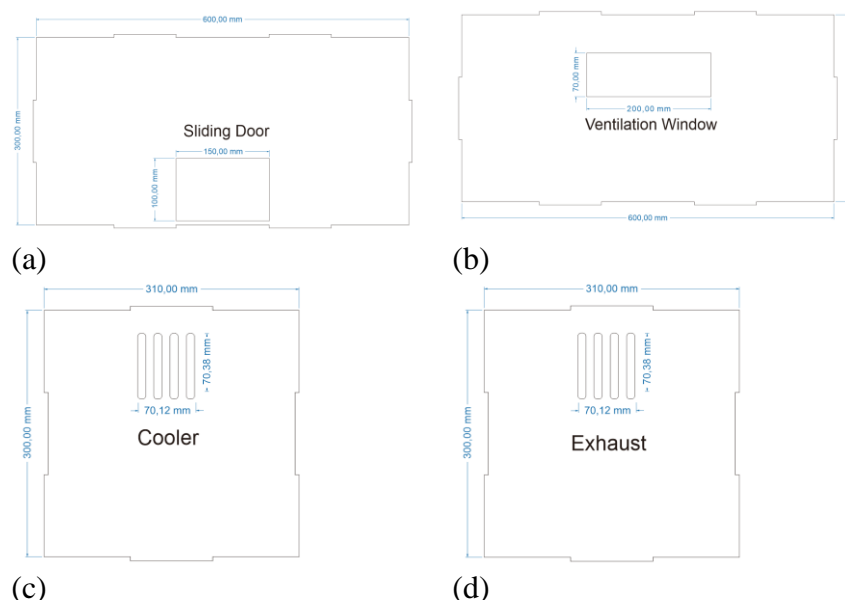 600,00 mm
300,00 mm
Sliding Door
150,00 mm
100,00 mm
(a)
70,00 mm
200,00 mm
Ventilation Window
600,00 mm
(b)
310,00 mm
300,00 mm
70,38 mm
70,12 mm
Cooler
(c)
310,00 mm
300,00 mm
70,38 mm
70,12 mm
Exhaust
(d)